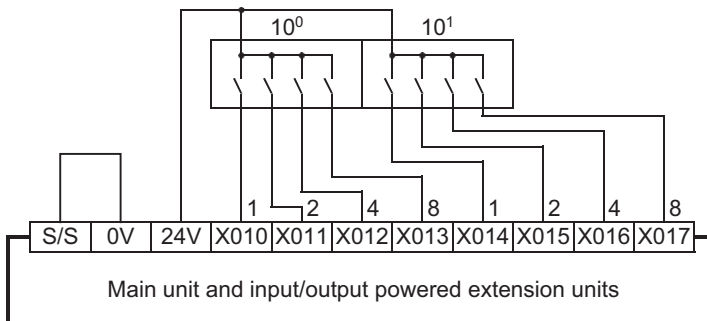 10⁰ 10¹
1 2 4 8 1 2 4 8
S/S 0V 24V X010 X011 X012 X013 X014 X015 X016 X017
Main unit and input/output powered extension units